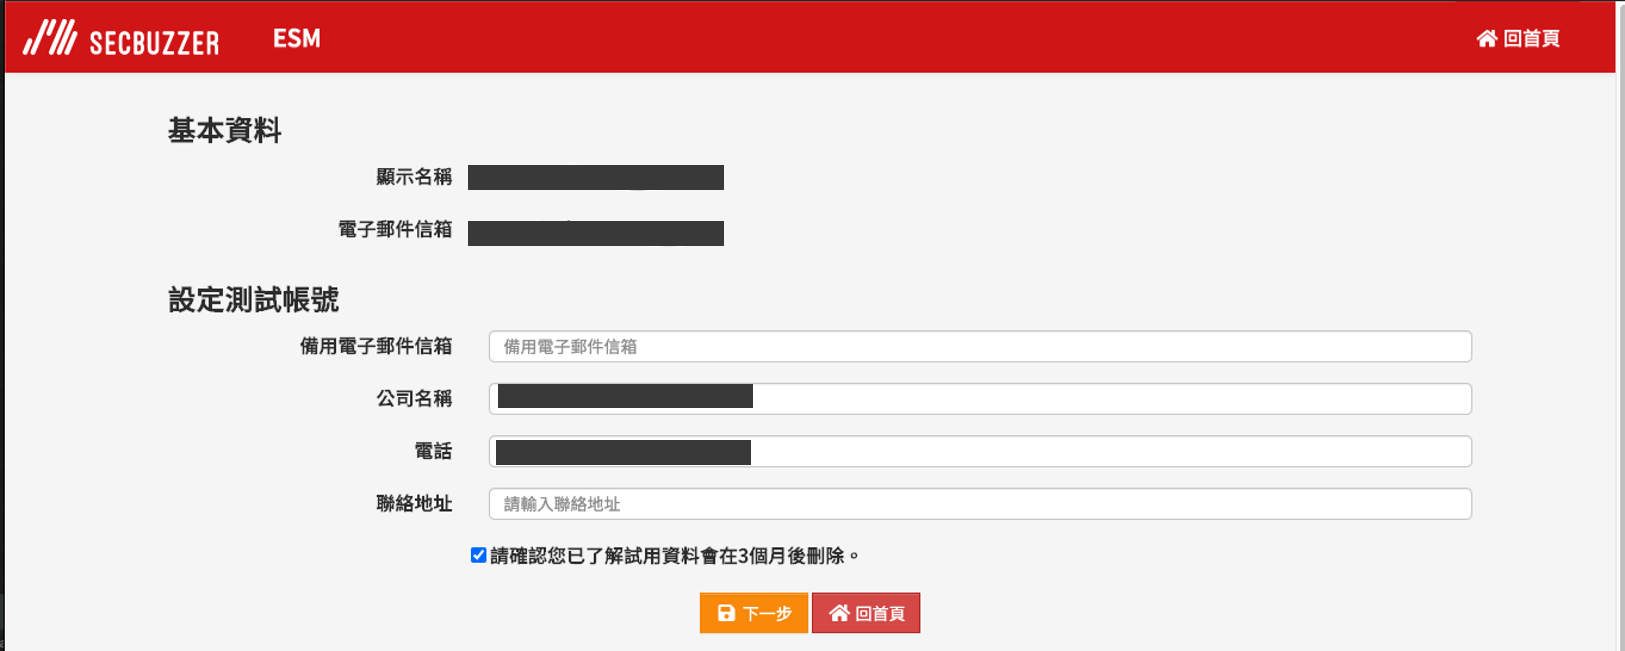 SECBUZZER
ESM
回首頁
基本資料
顯示名稱
電子郵件信箱
設定測試帳號
備用電子郵件信箱
備用電子郵件信箱
公司名稱
電話
聯絡地址
請輸入聯絡地址
請確認您已了解試用資料會在3個月後刪除。
下一步
回首頁